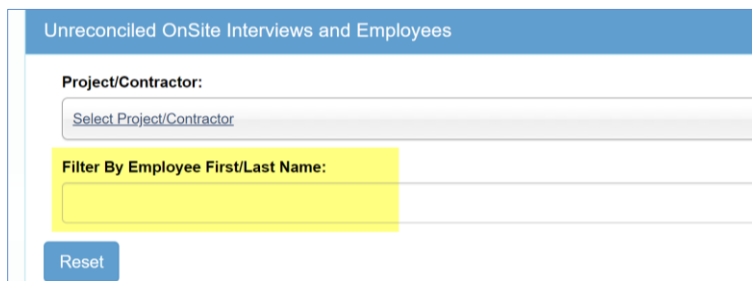 Unreconciled OnSite Interviews and Employees
Project/Contractor:
Select Project/Contractor
Filter By Employee First/Last Name:
Reset